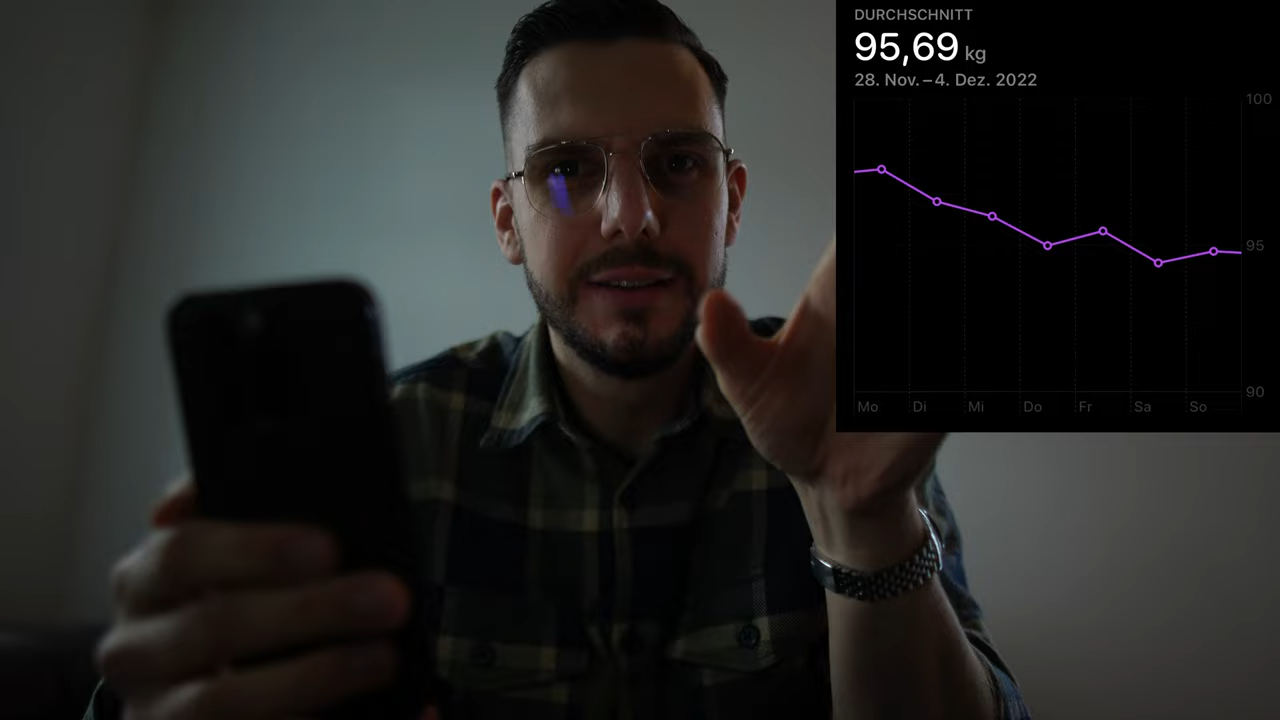 DURCHSCHNITT
95,69 kg
28. Nov. – 4. Dez. 2022
100
95
90
Mo Di Mi Do Fr Sa So